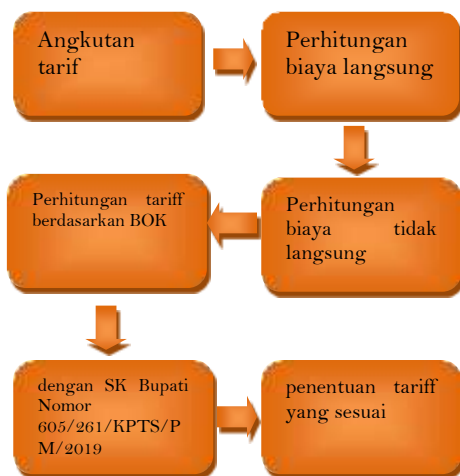 Angkutan
tarif
Perhitungan
biaya langsung
Perhitungan
biaya tidak
langsung
Perhitungan tariff
berdasarkan BOK
dengan SK Bupati
Nomor
605/261/KPTS/P
M/2019
penentuan tariff
yang sesuai